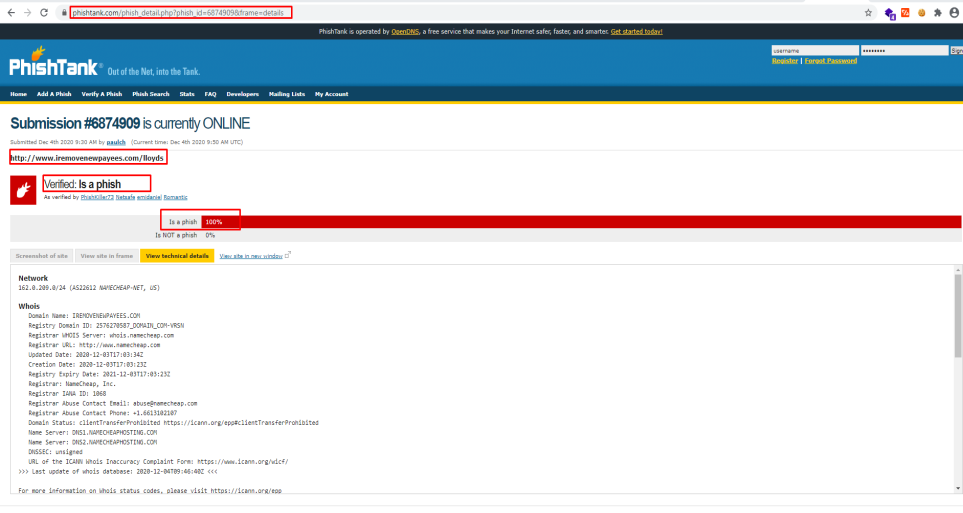 phishtank.com/phish_detail.php?phish_id=6874909&frame=details
PhishTank is operated by OpenDNS, a free service that makes your Internet safer, faster, and smarter. Get started today!
username
Sign
Register | Forgot Password
PhishTank® Out of the Net, into the Tank.
Home Add A Phish Verify A Phish Phish Search Stats FAQ Developers Mailing Lists My Account
Submission #6874909 is currently ONLINE
Submitted Dec 4th 2020 9:30 AM by paulch (Current time: Dec 4th 2020 9:50 AM UTC)
http://www.iremovenewpayees.com/lloyds
Verified: Is a phish
As verified by PhishKiller73 Netsafe emidaniel Romantic
Is a phish 100%
Is NOT a phish 0%
Screenshot of site View site in frame View technical details View site in new window
Network
162.0.209.0/24 (AS22612 NAMECHEAP-NET, US)
Whois
Domain Name: IREMOVENEWPAYEES.COM
Registry Domain ID: 2576270587_DOMAIN_COM-VRSN
Registrar WHOIS Server: whois.namecheap.com
Registrar URL: http://www.namecheap.com
Updated Date: 2020-12-03T17:03:34Z
Creation Date: 2020-12-03T17:03:23Z
Registry Expiry Date: 2021-12-03T17:03:23Z
Registrar: NameCheap, Inc.
Registrar IANA ID: 1068
Registrar Abuse Contact Email: abuse@namecheap.com
Registrar Abuse Contact Phone: +1.6613102107
Domain Status: clientTransferProhibited https://icann.org/epp#clientTransferProhibited
Name Server: DNS1.NAMECHEAPHOSTING.COM
Name Server: DNS2.NAMECHEAPHOSTING.COM
DNSSEC: unsigned
URL of the ICANN Whois Inaccuracy Complaint Form: https://www.icann.org/wicf/
>>> Last update of whois database: 2020-12-04T09:46:40Z <<<
For more information on Whois status codes, please visit https://icann.org/epp